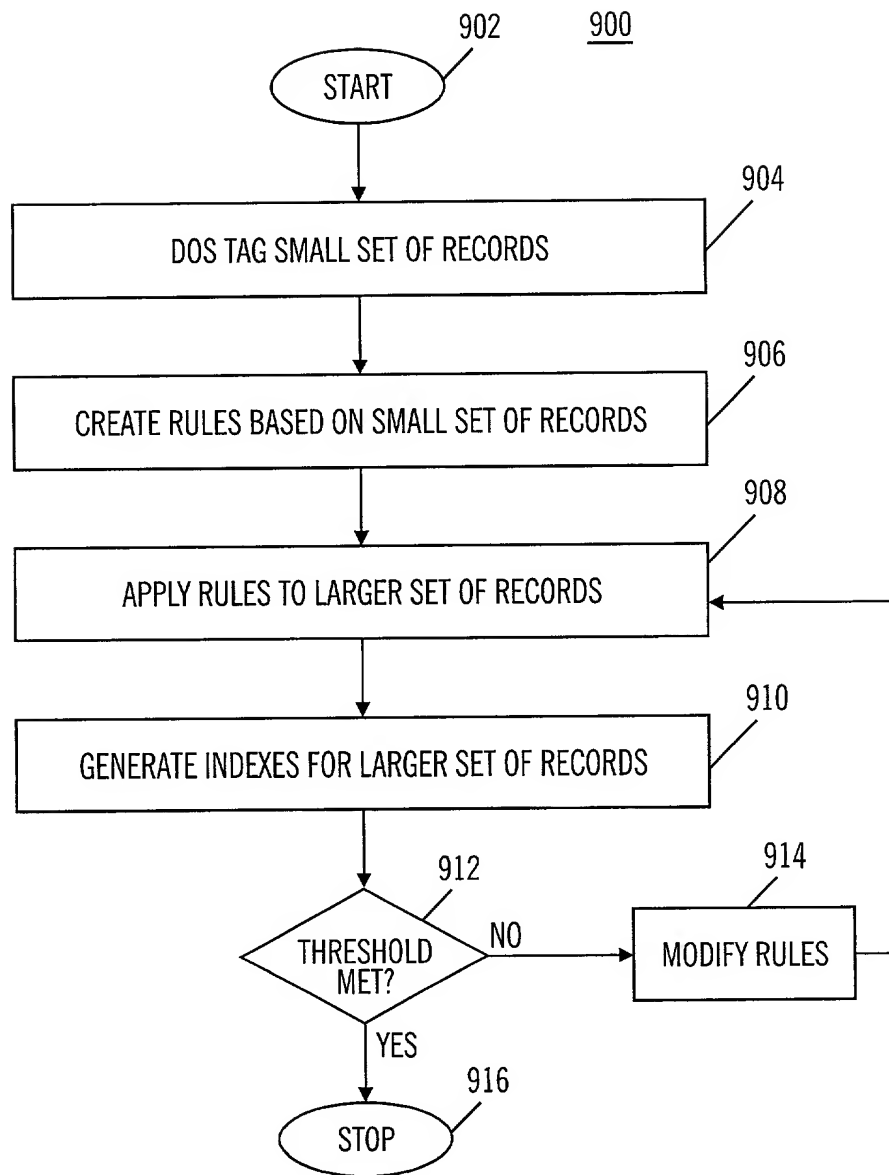 902
900
START
904
DOS TAG SMALL SET OF RECORDS
906
CREATE RULES BASED ON SMALL SET OF RECORDS
908
APPLY RULES TO LARGER SET OF RECORDS
910
GENERATE INDEXES FOR LARGER SET OF RECORDS
912
914
THRESHOLD
MET?
NO
MODIFY RULES
YES
916
STOP